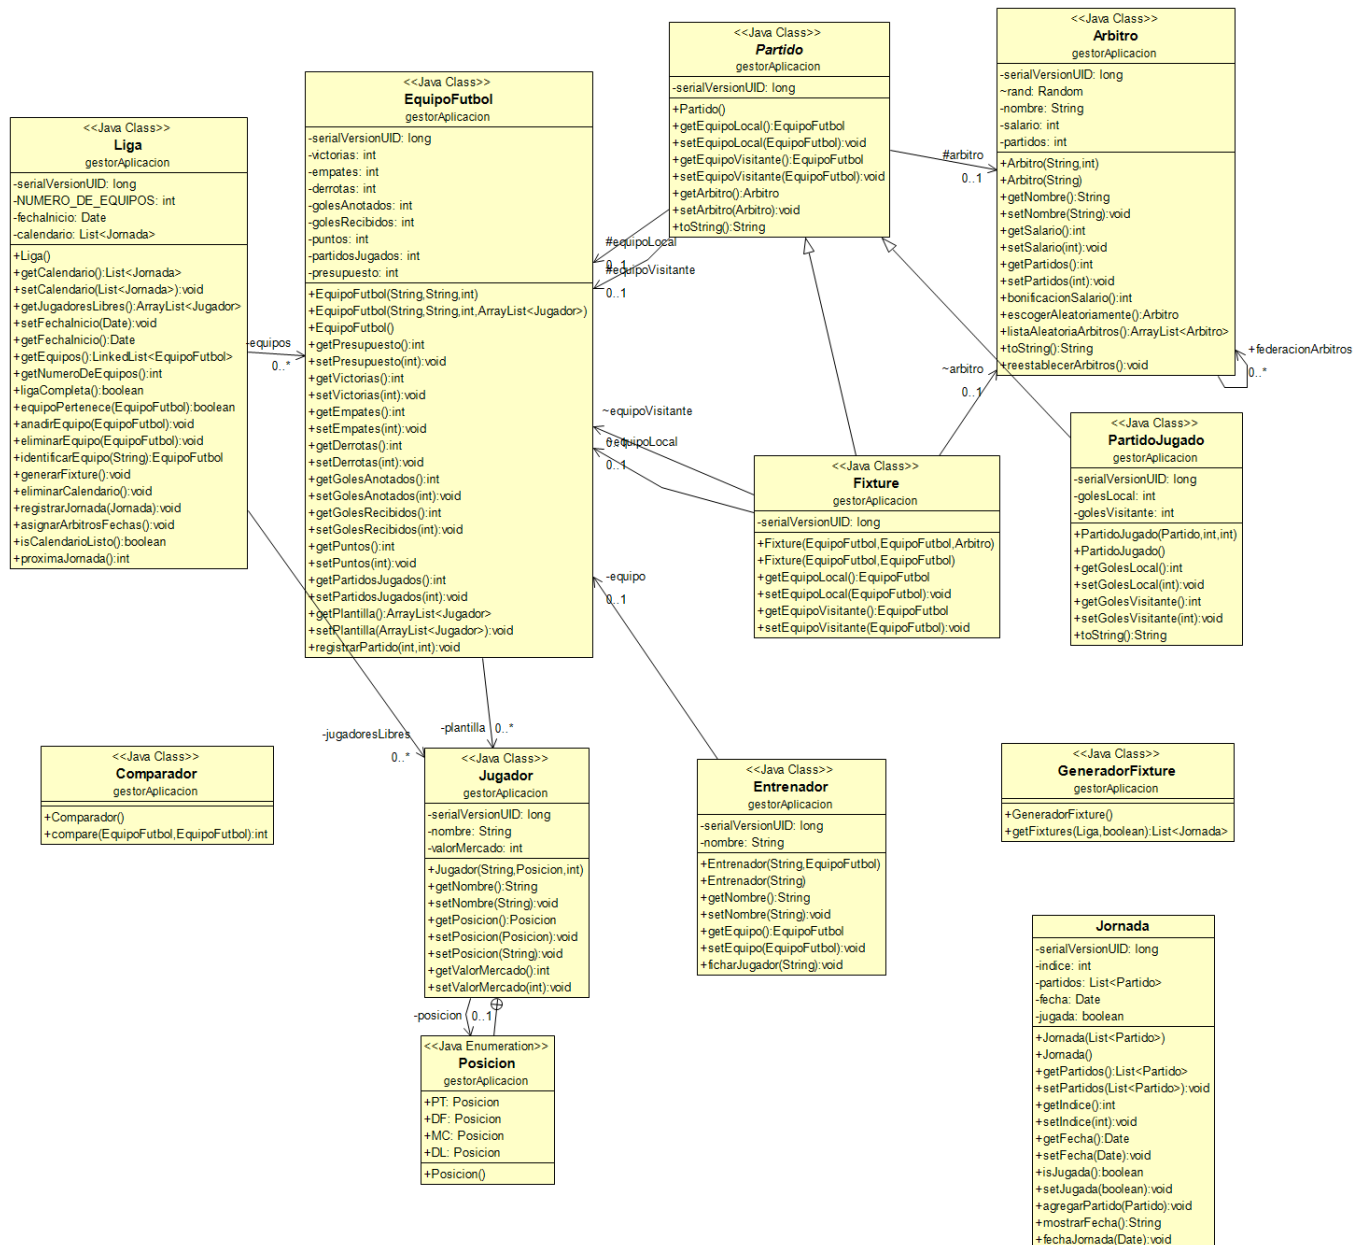 <<Java Class>>
Liga
gestorAplicacion
-serialVersionUID: long
-NUMERO_DE_EQUIPOS: int
-fechaInicio: Date
-calendario: List<Jornada>
+Liga()
+getCalendario():List<Jornada>
+setCalendario(List<Jornada>):void
+getJugadoresLibres():ArrayList<Jugador>
+setFechaInicio(Date):void
+getFechaInicio():Date
+getEquipos():LinkedList<EquipoFutbol>
+getNumeroDeEquipos():int
+ligaCompleta():boolean
+equipoPertenece(EquipoFutbol):boolean
+anadirEquipo(EquipoFutbol):void
+eliminarEquipo(EquipoFutbol):void
+identificarEquipo(String):EquipoFutbol
+generarFixture():void
+eliminarCalendario():void
+registrarJornada(Jornada):void
+asignarArbitrosFechas():void
+isCalendarioListo():boolean
+proximaJornada():int
-equipos
0..*
<<Java Class>>
EquipoFutbol
gestorAplicacion
-serialVersionUID: long
-victorias: int
-empates: int
-derrotas: int
-golesAnotados: int
-golesRecibidos: int
-puntos: int
-partidosJugados: int
-presupuesto: int
+EquipoFutbol(String,String,int)
+EquipoFutbol(String,String,int,ArrayList<Jugador>)
+EquipoFutbol()
+getPresupuesto():int
+setPresupuesto(int):void
+getVictorias():int
+setVictorias(int):void
+getEmpates():int
+setEmpates(int):void
+getDerrotas():int
+setDerrotas(int):void
+getGolesAnotados():int
+setGolesAnotados(int):void
+getGolesRecibidos():int
+setGolesRecibidos(int):void
+getPuntos():int
+setPuntos(int):void
+getPartidosJugados():int
+setPartidosJugados(int):void
+getPlantilla():ArrayList<Jugador>
+setPlantilla(ArrayList<Jugador>):void
+registrarPartido(int,int):void
<<Java Class>>
Partido
gestorAplicacion
-serialVersionUID: long
+Partido()
+getEquipoLocal():EquipoFutbol
+setEquipoLocal(EquipoFutbol):void
+getEquipoVisitante():EquipoFutbol
+setEquipoVisitante(EquipoFutbol):void
+getArbitro():Arbitro
+setArbitro(Arbitro):void
+toString():String
#equipoLocal
0..1
#equipoVisitante
0..1
#arbitro
0..1
<<Java Class>>
Arbitro
gestorAplicacion
-serialVersionUID: long
~rand: Random
-nombre: String
-salario: int
-partidos: int
+Arbitro(String,int)
+Arbitro(String)
+getNombre():String
+setNombre(String):void
+getSalario():int
+setSalario(int):void
+getPartidos():int
+setPartidos(int):void
+bonificacionSalario():int
+escogerAleatoriamente():Arbitro
+listaAleatoriaArbitros():ArrayList<Arbitro>
+toString():String
+reestablecerArbitros():void
+federacionArbitros
0..*
~arbitro
0..1
~equipoVisitante
0..1
~equipoLocal
0..1
<<Java Class>>
Fixture
gestorAplicacion
-serialVersionUID: long
+Fixture(EquipoFutbol,EquipoFutbol,Arbitro)
+Fixture(EquipoFutbol,EquipoFutbol)
+getEquipoLocal():EquipoFutbol
+setEquipoLocal(EquipoFutbol):void
+getEquipoVisitante():EquipoFutbol
+setEquipoVisitante(EquipoFutbol):void
<<Java Class>>
PartidoJugado
gestorAplicacion
-serialVersionUID: long
-golesLocal: int
-golesVisitante: int
+PartidoJugado(Partido,int,int)
+PartidoJugado()
+getGolesLocal():int
+setGolesLocal(int):void
+getGolesVisitante():int
+setGolesVisitante(int):void
+toString():String
-equipo
0..1
-jugadoresLibres
0..*
-plantilla
0..*
<<Java Class>>
Comparador
gestorAplicacion
+Comparador()
+compare(EquipoFutbol,EquipoFutbol):int
<<Java Class>>
Jugador
gestorAplicacion
-serialVersionUID: long
-nombre: String
-valorMercado: int
+Jugador(String,Posicion,int)
+getNombre():String
+setNombre(String):void
+getPosicion():Posicion
+setPosicion(Posicion):void
+setPosicion(String):void
+getValorMercado():int
+setValorMercado(int):void
-posicion
0..1
<<Java Enumeration>>
Posicion
gestorAplicacion
+PT: Posicion
+DF: Posicion
+MC: Posicion
+DL: Posicion
+Posicion()
<<Java Class>>
Entrenador
gestorAplicacion
-serialVersionUID: long
-nombre: String
+Entrenador(String,EquipoFutbol)
+Entrenador(String)
+getNombre():String
+setNombre(String):void
+getEquipo():EquipoFutbol
+setEquipo(EquipoFutbol):void
+ficharJugador(String):void
<<Java Class>>
GeneradorFixture
gestorAplicacion
+GeneradorFixture()
+getFixtures(Liga,boolean):List<Jornada>
Jornada
-serialVersionUID: long
-indice: int
-partidos: List<Partido>
-fecha: Date
-jugada: boolean
+Jornada(List<Partido>)
+Jornada()
+getPartidos():List<Partido>
+setPartidos(List<Partido>):void
+getIndice():int
+setIndice(int):void
+getFecha():Date
+setFecha(Date):void
+isJugada():boolean
+setJugada(boolean):void
+agregarPartido(Partido):void
+mostrarFecha():String
+fechaJornada(Date):void